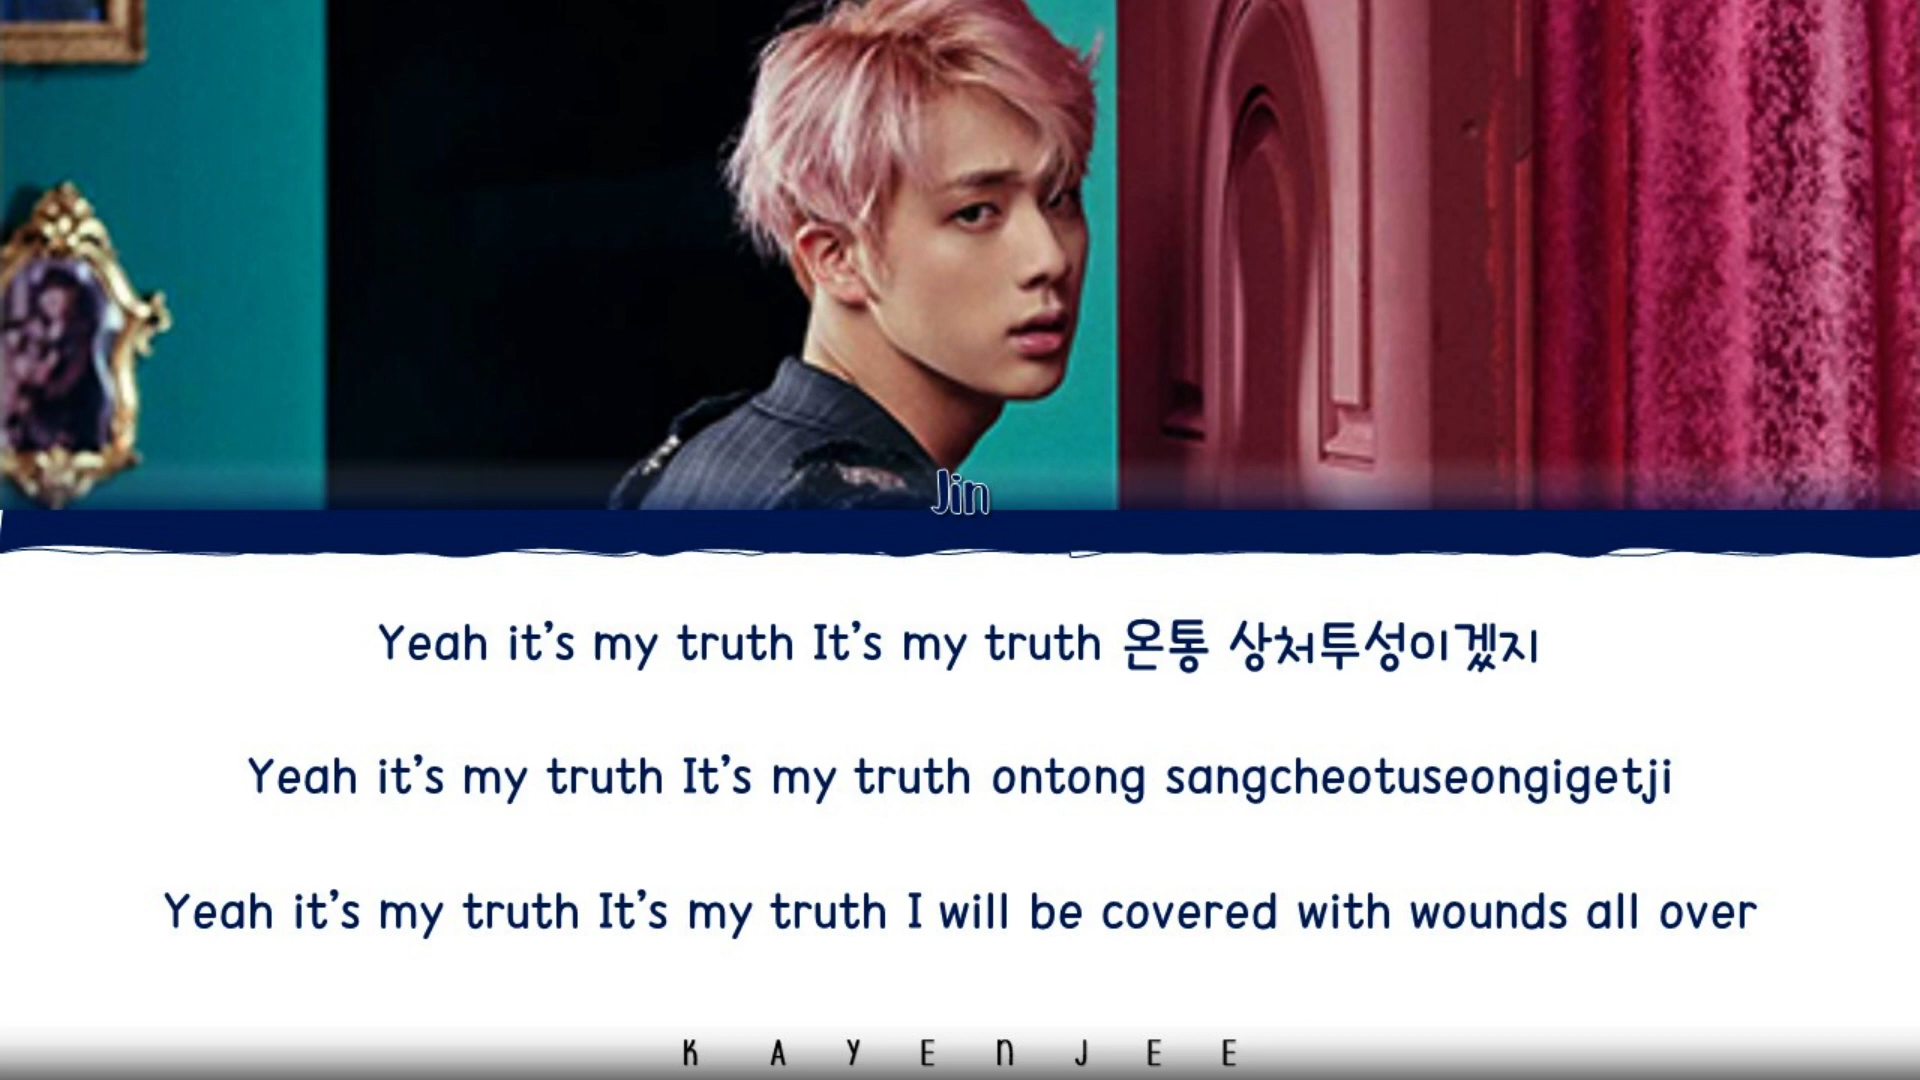 Jin
Yeah it's my truth It's my truth 온통 상처투성이겠지
Yeah it's my truth It's my truth ontong sangcheotuseongigetji
Yeah it's my truth It's my truth I will be covered with wounds all over
KAYENJEE